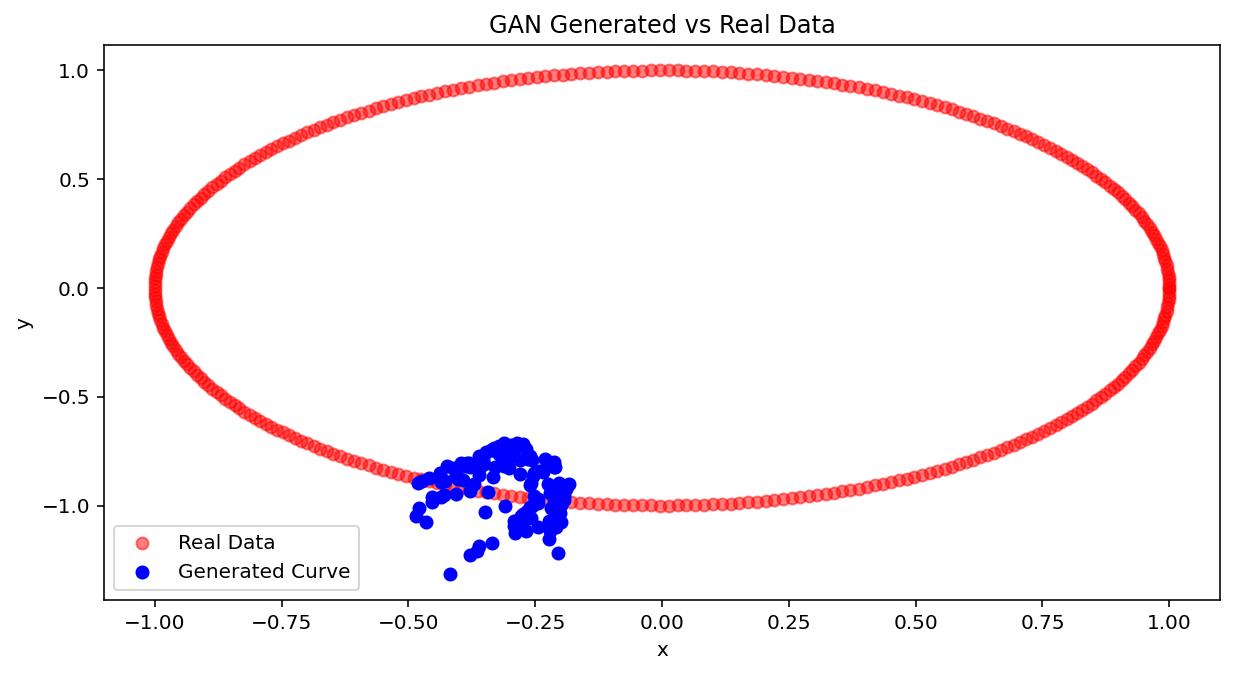 GAN Generated vs Real Data
1.0
0.5
0.0
−0.5
−1.0
y
Real Data
Generated Curve
−1.00 −0.75 −0.50 −0.25 0.00 0.25 0.50 0.75 1.00
x